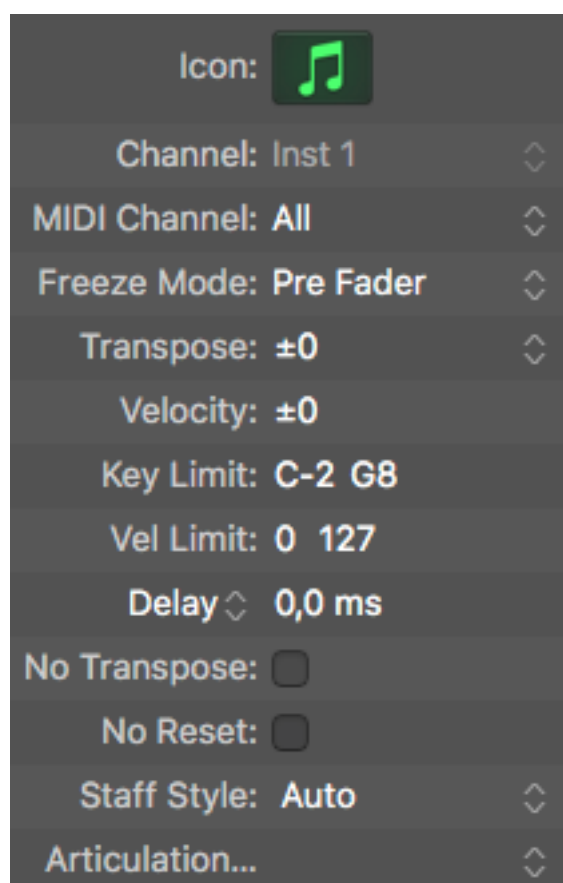 Icon:
Channel: Inst 1
MIDI Channel: All
Freeze Mode: Pre Fader
Transpose: ±0
Velocity: ±0
Key Limit: C-2 G8
Vel Limit: 0 127
Delay 0,0 ms
No Transpose:
No Reset:
Staff Style: Auto
Articulation...